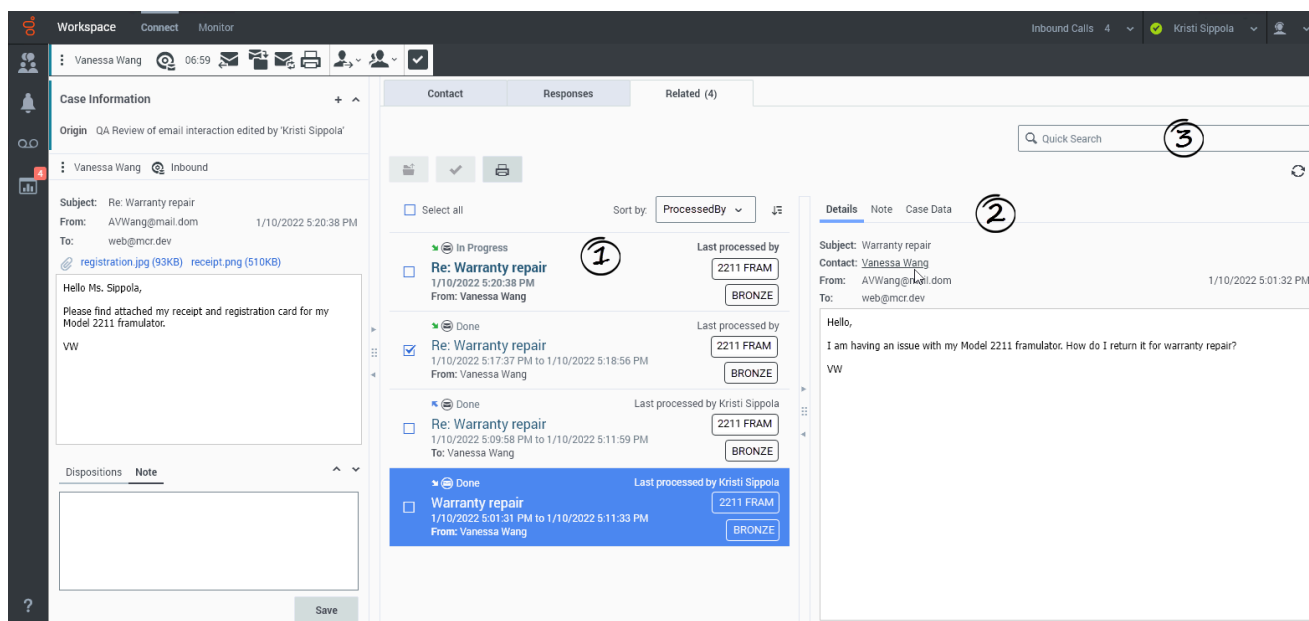 Workspace Connect Monitor Inbound Calls 4 Kristi Sippola
Vanessa Wang 06:59
Case Information +
Origin QA Review of email interaction edited by 'Kristi Sippola'
Vanessa Wang Inbound
4
Subject: Re: Warranty repair
From: AVWang@mail.dom 1/10/2022 5:20:38 PM
To: web@mcr.dev
registration.jpg (93KB) receipt.png (510KB)
Hello Ms. Sippola,
Please find attached my receipt and registration card for my
Model 2211 framulator.
VW
Dispositions Note
Save
?
Contact Responses Related (4)
Quick Search 3
Select all Sort by: ProcessedBy
In Progress 1 Last processed by
Re: Warranty repair 2211 FRAM
1/10/2022 5:20:38 PM
From: Vanessa Wang BRONZE
Done Last processed by
Re: Warranty repair 2211 FRAM
1/10/2022 5:17:37 PM to 1/10/2022 5:18:56 PM
From: Vanessa Wang BRONZE
Done Last processed by Kristi Sippola
Re: Warranty repair 2211 FRAM
1/10/2022 5:09:58 PM to 1/10/2022 5:11:59 PM
To: Vanessa Wang BRONZE
Done Last processed by Kristi Sippola
Warranty repair 2211 FRAM
1/10/2022 5:01:31 PM to 1/10/2022 5:11:33 PM
From: Vanessa Wang BRONZE
Details Note Case Data 2
Subject: Warranty repair
Contact: Vanessa Wang
From: AVWang@mail.dom 1/10/2022 5:01:32 PM
To: web@mcr.dev
Hello,
I am having an issue with my Model 2211 framulator. How do I return it for warranty repair?
VW